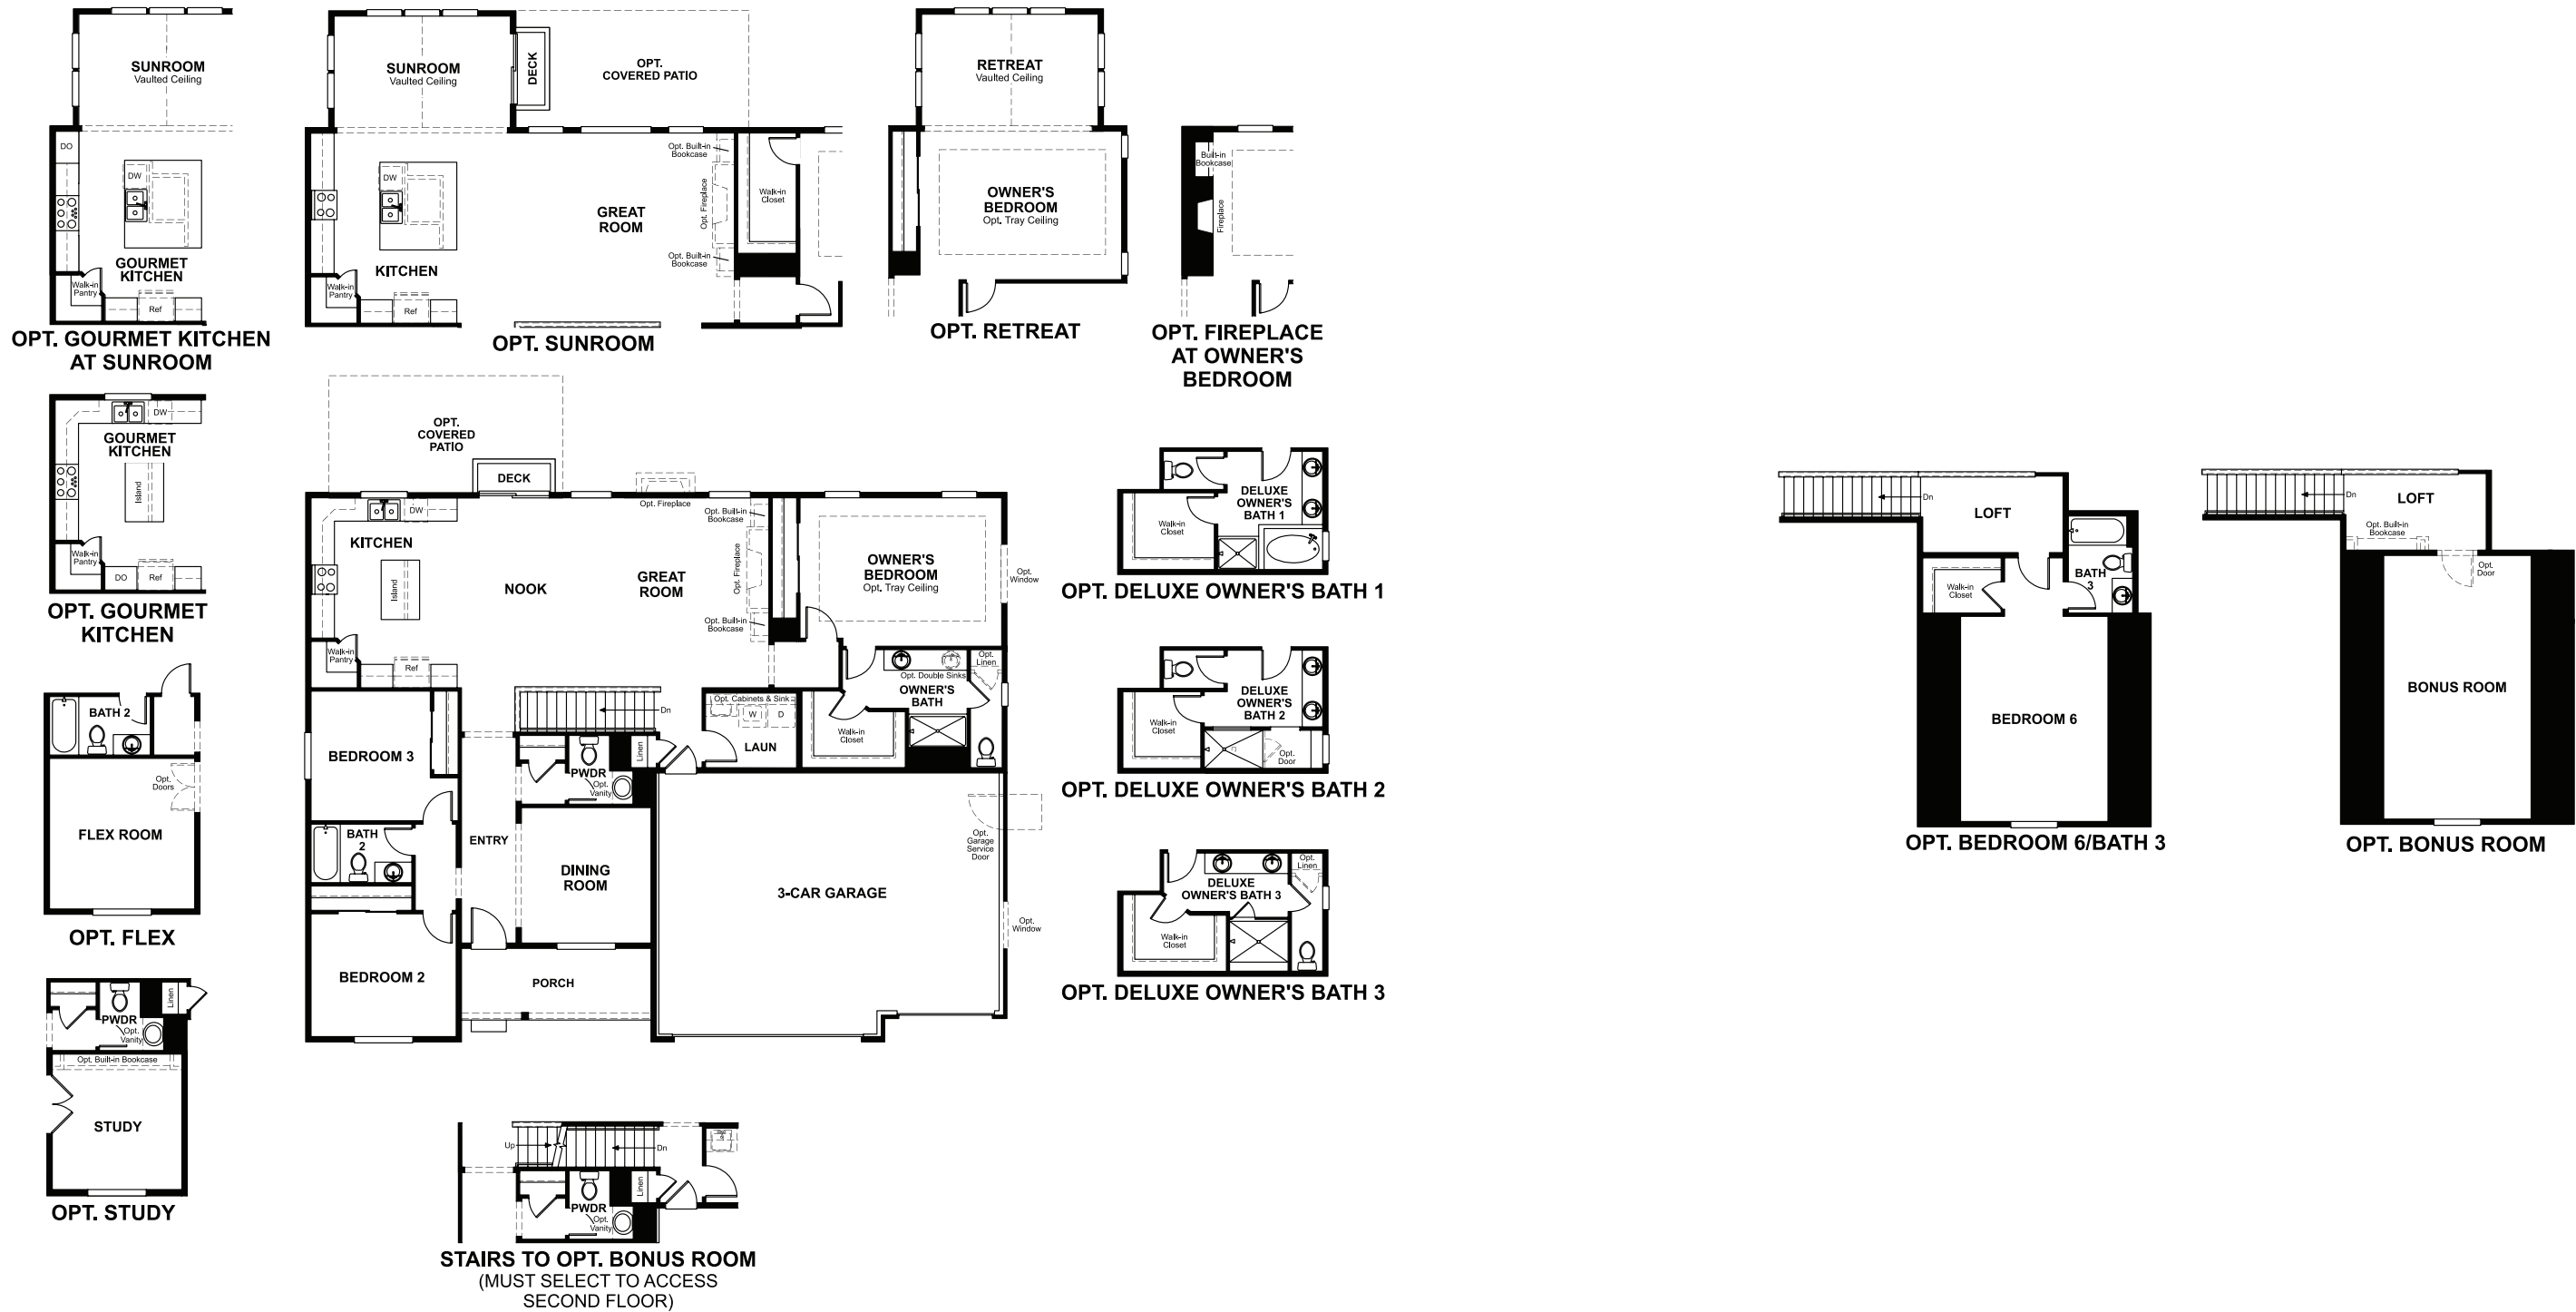 SUNROOM
Vaulted Ceiling
DO
DW
GOURMET
KITCHEN
Walk-in
Pantry
Ref
OPT. GOURMET KITCHEN
AT SUNROOM
SUNROOM
Vaulted Ceiling
DECK
OPT.
COVERED PATIO
Opt. Built-in
Bookcase
DW
Opt. Fireplace
Walk-in
Closet
GREAT
ROOM
KITCHEN
Opt. Built-in
Bookcase
Walk-in
Pantry
Ref
OPT. SUNROOM
RETREAT
Vaulted Ceiling
OWNER'S
BEDROOM
Opt. Tray Ceiling
OPT. RETREAT
Built-in
Bookcase
Fireplace
OPT. FIREPLACE
AT OWNER'S
BEDROOM
DW
GOURMET
KITCHEN
Island
Walk-in
Pantry
DO
Ref
OPT. GOURMET
KITCHEN
BATH 2
Opt.
Doors
FLEX ROOM
OPT. FLEX
Linen
PWDR
Opt.
Vanity
Opt. Built-in Bookcase
STUDY
OPT. STUDY
OPT.
COVERED
PATIO
DECK
Opt. Fireplace
DW
Opt. Built-in
Bookcase
KITCHEN
Island
NOOK
GREAT
ROOM
Opt. Fireplace
OWNER'S
BEDROOM
Opt. Tray Ceiling
Opt.
Window
Opt. Built-in
Bookcase
Walk-in
Pantry
Ref
Opt.
Linen
Opt. Double Sinks
OWNER'S
BATH
Opt. Cabinets & Sink
W
D
Dn
LAUN
Walk-in
Closet
BEDROOM 3
Linen
PWDR
Opt.
Vanity
BATH
2
ENTRY
DINING
ROOM
Opt.
Garage
Service
Door
3-CAR GARAGE
Opt.
Window
BEDROOM 2
PORCH
Up
Dn
Linen
PWDR
Opt.
Vanity
STAIRS TO OPT. BONUS ROOM
(MUST SELECT TO ACCESS
SECOND FLOOR)
DELUXE
OWNER'S
BATH 1
Walk-in
Closet
OPT. DELUXE OWNER'S BATH 1
DELUXE
OWNER'S
BATH 2
Walk-in
Closet
Opt.
Door
OPT. DELUXE OWNER'S BATH 2
Opt.
Linen
DELUXE
OWNER'S BATH 3
Walk-in
Closet
OPT. DELUXE OWNER'S BATH 3
Dn
LOFT
Walk-in
Closet
BATH
3
BEDROOM 6
OPT. BEDROOM 6/BATH 3
Dn
LOFT
Opt. Built-in
Bookcase
Opt.
Door
BONUS ROOM
OPT. BONUS ROOM